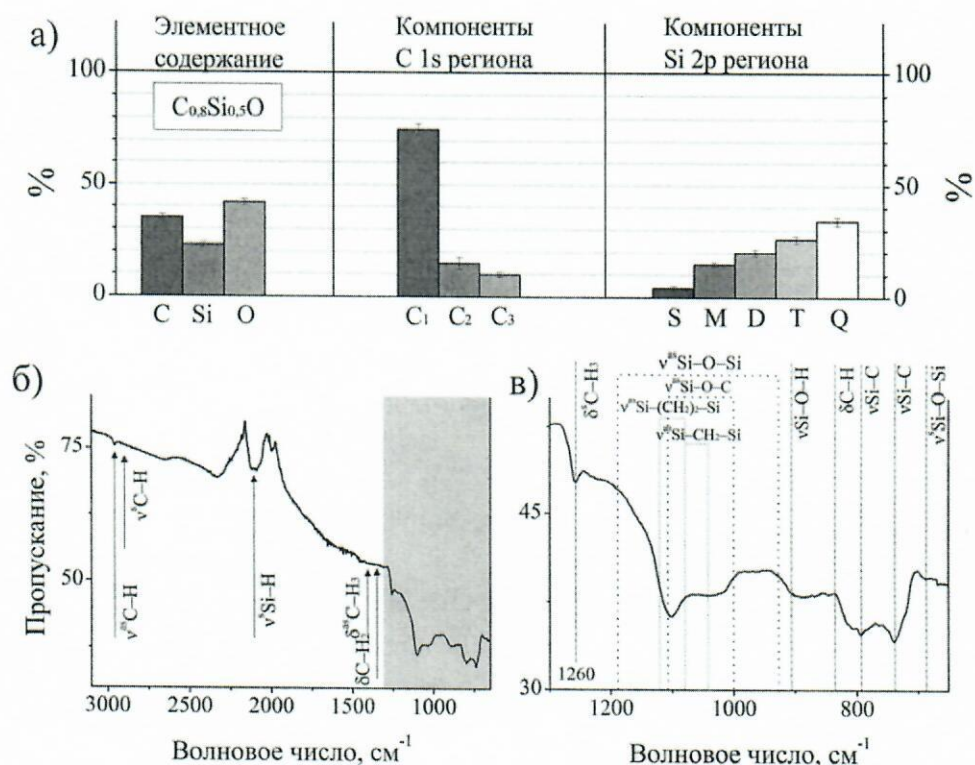 а)
Элементное
содержание
Компоненты
C 1s региона
Компоненты
Si 2p региона
C0,8Si0,5O
100
50
0
%
100
50
0
%
C Si O
C1 C2 C3
S M D T Q
б)
Пропускание, %
75
50
νasC–H
νsC–H
νsSi–H
δC–H2
δasC–H3
3000 2500 2000 1500 1000
Волновое число, см-1
в)
45
30
1260
δsC–H3
νasSi–O–Si
νasSi–O–C
νasSi–(CH2)2–Si
Si–CH2–Si
νSi–O–H
δC–H
νSi–C
νSi–C
νsSi–O–Si
1200 1000 800
Волновое число, см-1